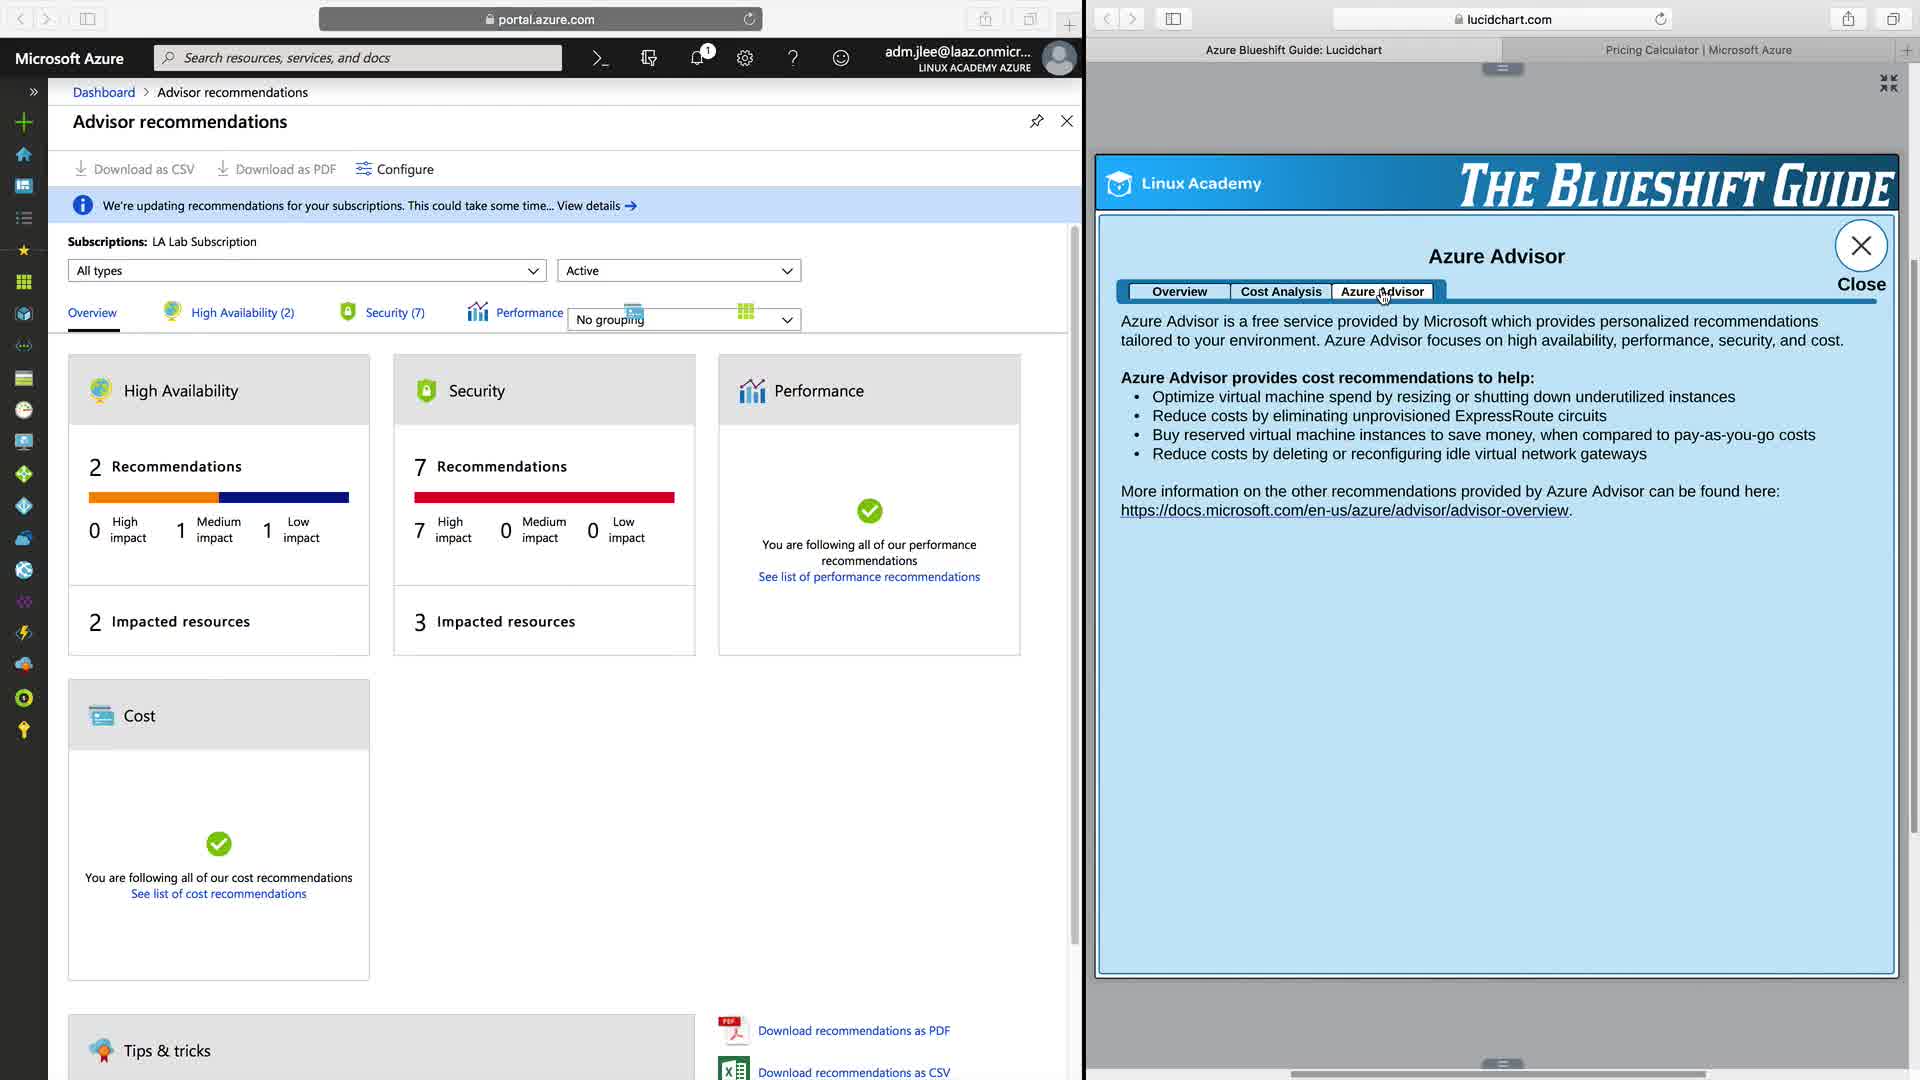 portal.azure.com
Microsoft Azure
Search resources, services, and docs
1
adm.jlee@laaz.onmicr...
LINUX ACADEMY AZURE
Dashboard > Advisor recommendations
Advisor recommendations
Download as CSV
Download as PDF
Configure
We're updating recommendations for your subscriptions. This could take some time... View details →
Subscriptions: LA Lab Subscription
All types
Active
Overview
High Availability (2)
Security (7)
Performance
No grouping
High Availability
Security
Performance
2 Recommendations
7 Recommendations
0 High impact
1 Medium impact
1 Low impact
7 High impact
0 Medium impact
0 Low impact
You are following all of our performance
recommendations
See list of performance recommendations
2 Impacted resources
3 Impacted resources
Cost
You are following all of our cost recommendations
See list of cost recommendations
Tips & tricks
PDF
Download recommendations as PDF
Download recommendations as CSV
lucidchart.com
Azure Blueshift Guide: Lucidchart
Pricing Calculator | Microsoft Azure
Linux Academy
THE BLUESHIFT GUIDE
Azure Advisor
Close
Overview
Cost Analysis
Azure Advisor
Azure Advisor is a free service provided by Microsoft which provides personalized recommendations
tailored to your environment. Azure Advisor focuses on high availability, performance, security, and cost.
Azure Advisor provides cost recommendations to help:
• Optimize virtual machine spend by resizing or shutting down underutilized instances
• Reduce costs by eliminating unprovisioned ExpressRoute circuits
• Buy reserved virtual machine instances to save money, when compared to pay-as-you-go costs
• Reduce costs by deleting or reconfiguring idle virtual network gateways
More information on the other recommendations provided by Azure Advisor can be found here:
https://docs.microsoft.com/en-us/azure/advisor/advisor-overview.